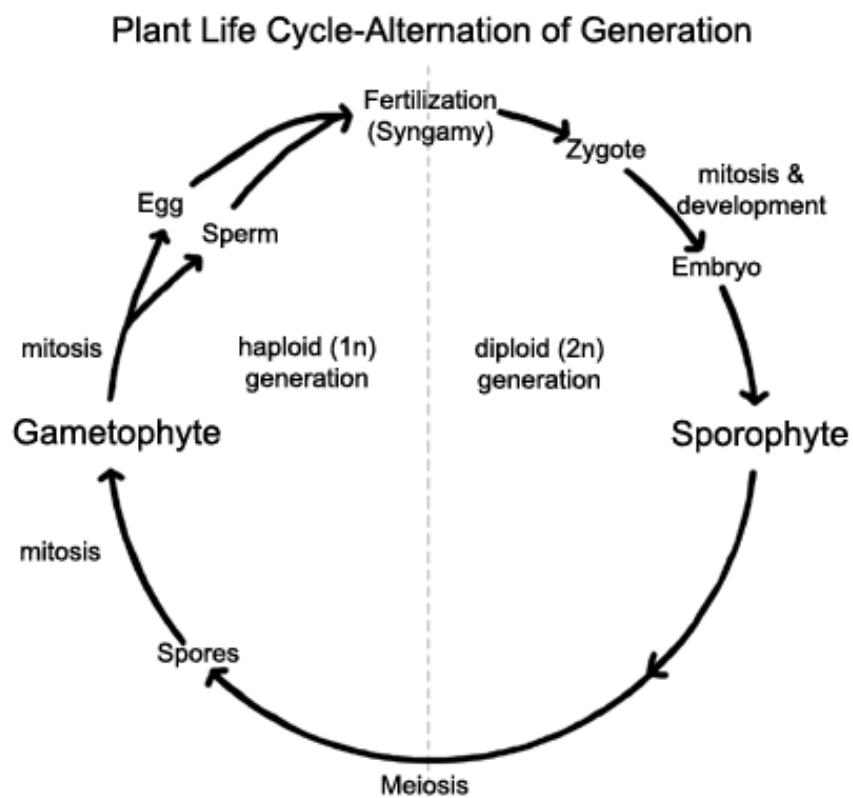 Plant Life Cycle-Alternation of Generation
Fertilization
(Syngamy)
Zygote
mitosis &
development
Embryo
Egg
Sperm
mitosis
haploid (1n)
generation
diploid (2n)
generation
Gametophyte
Sporophyte
mitosis
Spores
Meiosis